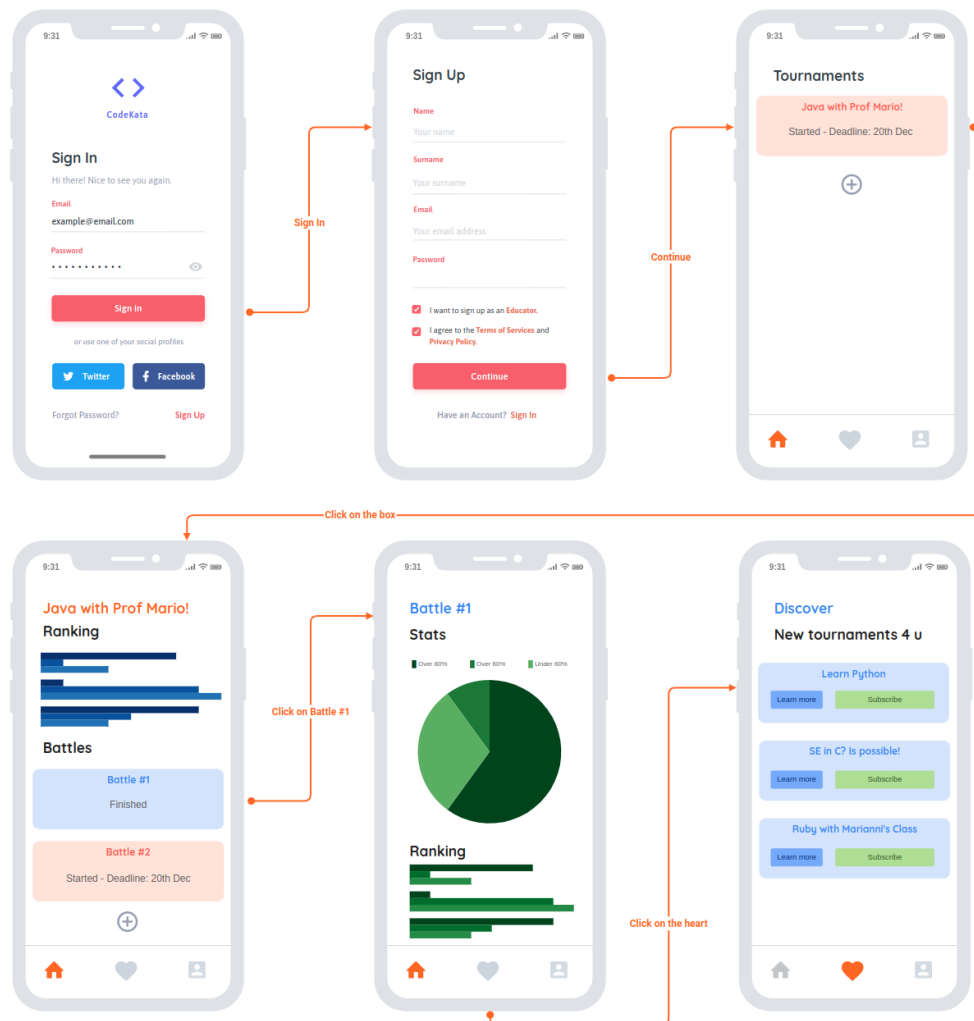 9:31
CodeKata
Sign In
Hi there! Nice to see you again.
Email
example@email.com
Password
Sign in
or use one of your social profiles
Twitter
Facebook
Forgot Password?
Sign Up
Sign In
9:31
Sign Up
Name
Your name
Surname
Your surname
Email
Your email address
Password
I want to sign up as an Educator.
I agree to the Terms of Services and
Privacy Policy.
Continue
Have an Account? Sign In
Continue
9:31
Tournaments
Java with Prof Mario!
Started - Deadline: 20th Dec
Click on the box
9:31
Java with Prof Mario!
Ranking
Battles
Battle #1
Finished
Battle #2
Started - Deadline: 20th Dec
Click on Battle #1
9:31
Battle #1
Stats
Over 80%
Over 60%
Under 60%
Ranking
Click on the heart
9:31
Discover
New tournaments 4 u
Learn Python
Learn more
Subscribe
SE in C? Is possible!
Learn more
Subscribe
Ruby with Marianni's Class
Learn more
Subscribe